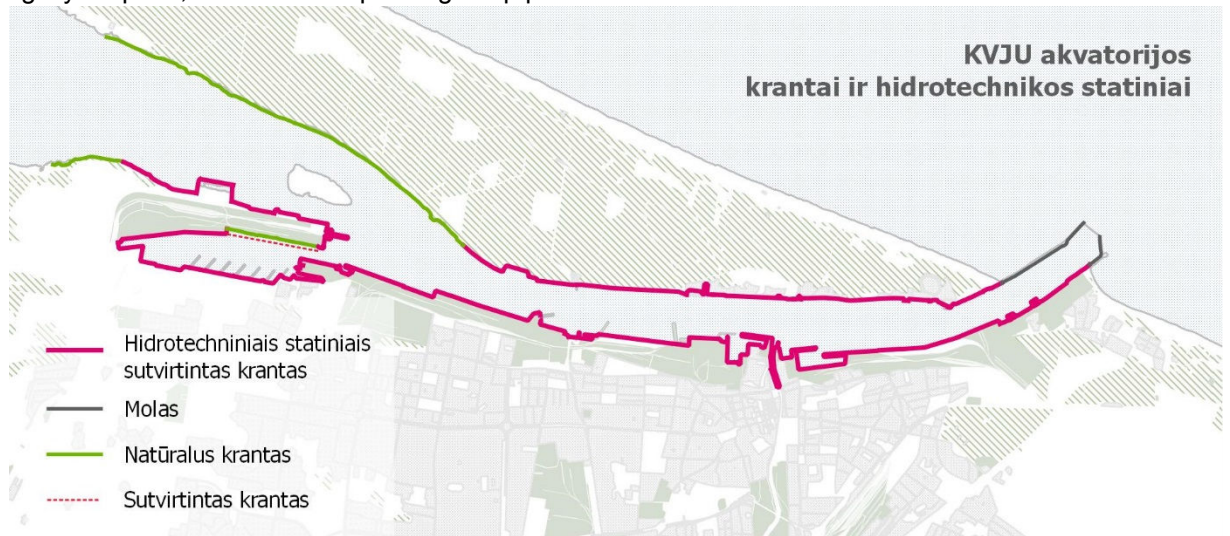 KVJU akvatorijos
krantai ir hidrotechnikos statiniai
Hidrotechniniais statiniais
sutvirtintas krantas
Molas
Natūralus krantas
Sutvirtintas krantas